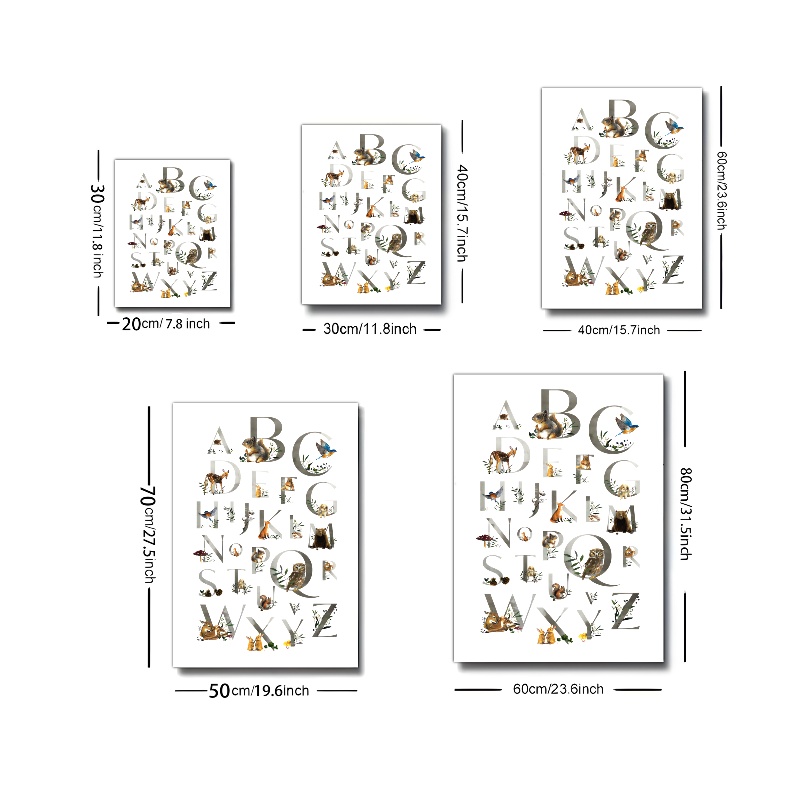 A B C
D E F G
H I J K L M
N O P Q R
S T U V
W X Y Z
30cm/11.8 inch
20cm/7.8 inch
A B C
D E F G
H I J K L M
N O P Q R
S T U V
W X Y Z
40cm/15.7inch
30cm/11.8inch
A B C
D E F G
H I J K L M
N O P Q R
S T U V
W X Y Z
60cm/23.6inch
40cm/15.7inch
A B C
D E F G
H I J K L M
N O P Q R
S T U V
W X Y Z
70cm/27.5inch
50cm/19.6inch
A B C
D E F G
H I J K L M
N O P Q R
S T U V
W X Y Z
80cm/31.5inch
60cm/23.6inch